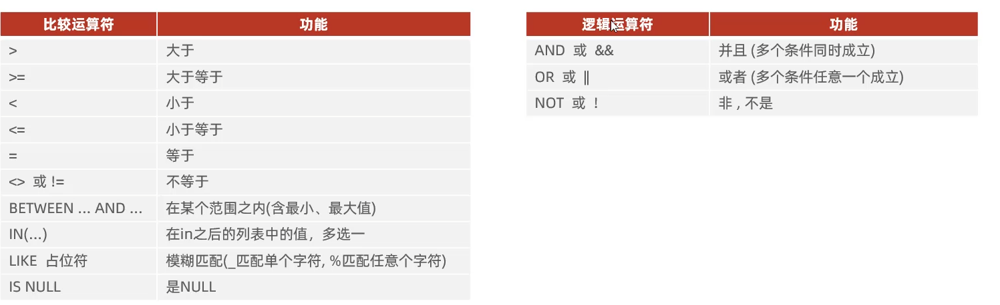 比较运算符 功能
> 大于
>= 大于等于
< 小于
<= 小于等于
= 等于
<> 或 != 不等于
BETWEEN ... AND ... 在某个范围之内(含最小、最大值)
IN(...) 在in之后的列表中的值，多选一
LIKE 占位符 模糊匹配(_匹配单个字符, %匹配任意个字符)
IS NULL 是NULL
逻辑运算符 功能
AND 或 && 并且 (多个条件同时成立)
OR 或 || 或者 (多个条件任意一个成立)
NOT 或 ! 非 , 不是